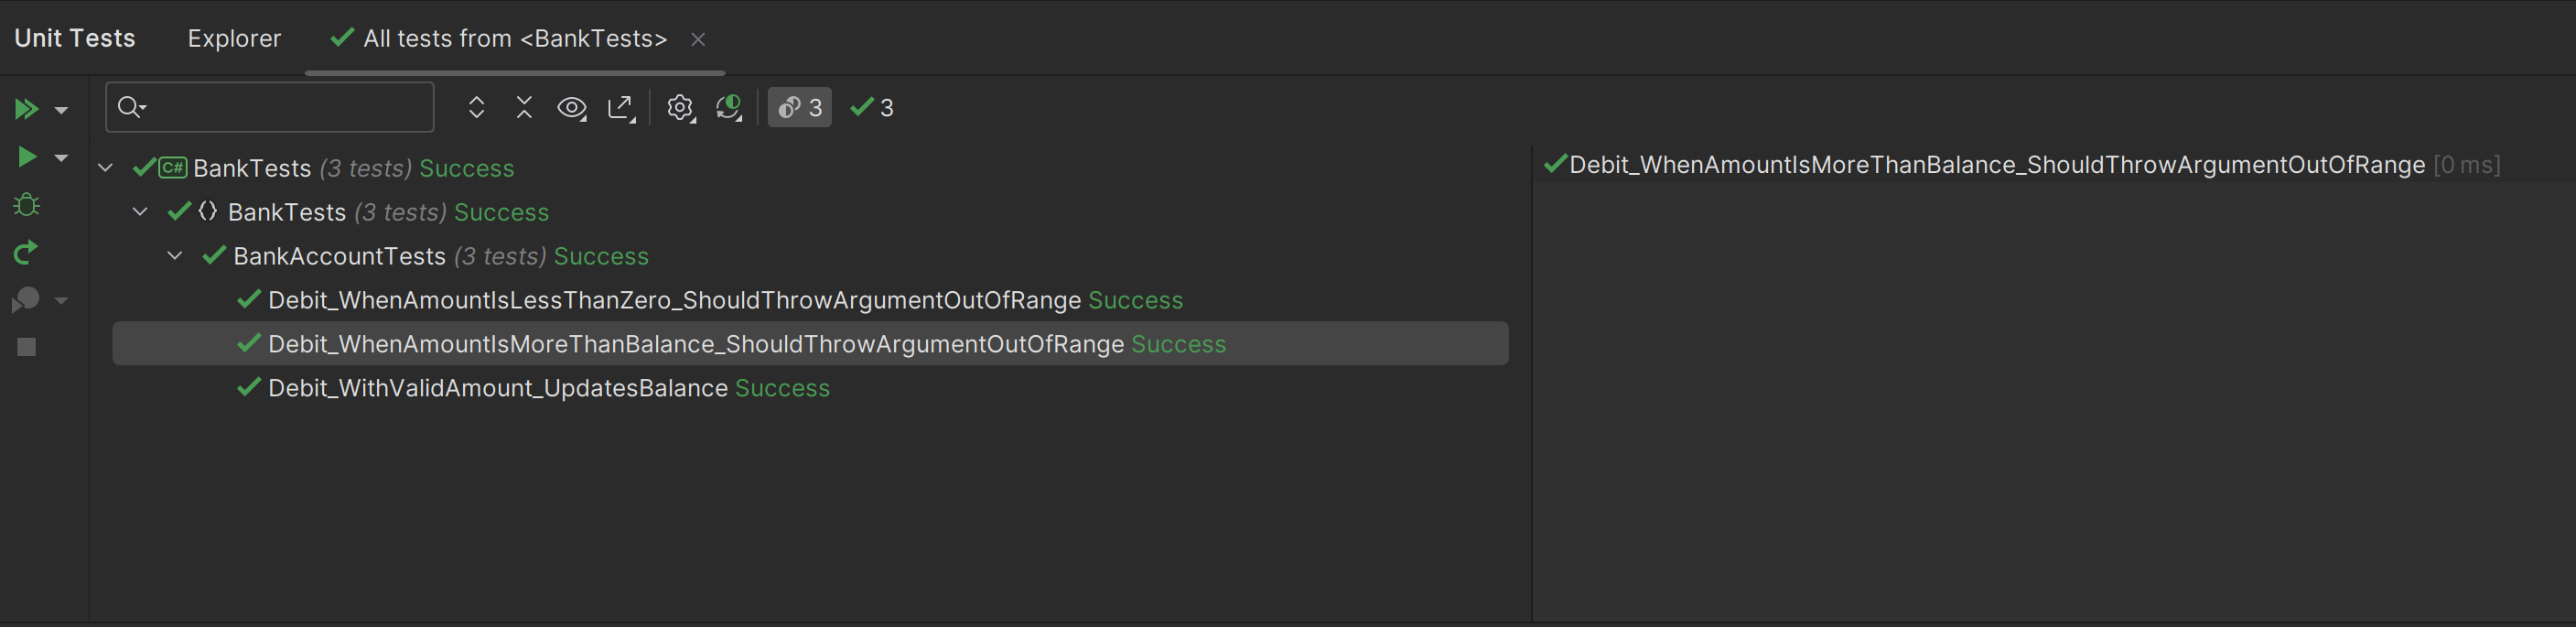 Unit Tests Explorer All tests from <BankTests>
3 3
C# BankTests (3 tests) Success
BankTests (3 tests) Success
BankAccountTests (3 tests) Success
Debit_WhenAmountIsLessThanZero_ShouldThrowArgumentOutOfRange Success
Debit_WhenAmountIsMoreThanBalance_ShouldThrowArgumentOutOfRange Success
Debit_WithValidAmount_UpdatesBalance Success
Debit_WhenAmountIsMoreThanBalance_ShouldThrowArgumentOutOfRange [0 ms]